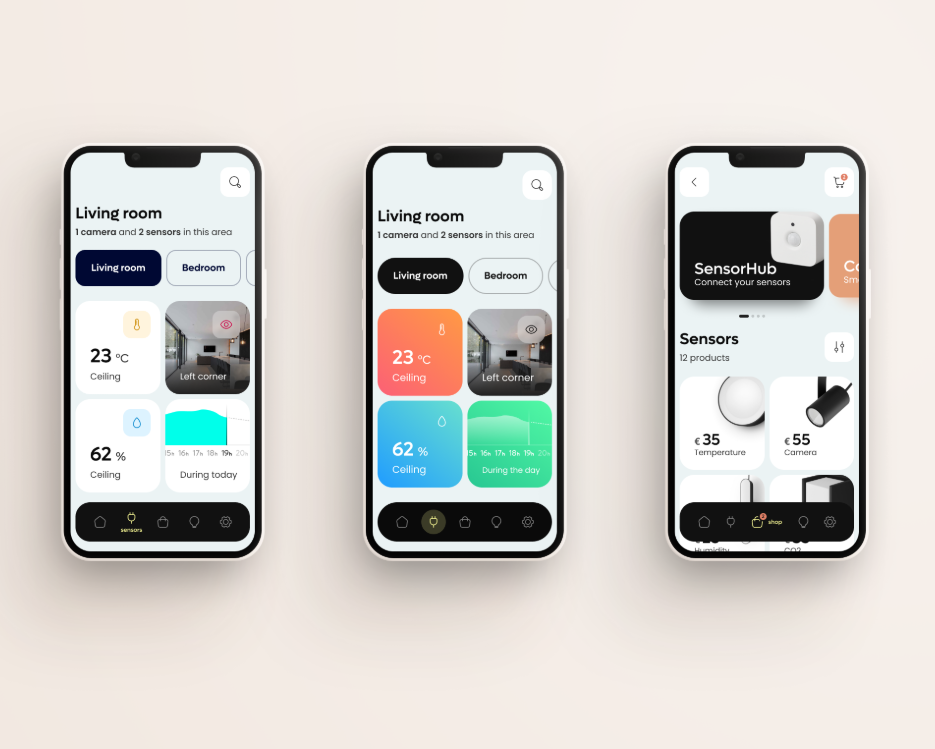 Living room
1 camera and 2 sensors in this area
Living room
Bedroom
23 °C
Ceiling
Left corner
62 %
Ceiling
15h 16h 17h 18h 19h 20h
During today
sensors
Living room
1 camera and 2 sensors in this area
Living room
Bedroom
23 °C
Ceiling
Left corner
62 %
Ceiling
15h 16h 17h 18h 19h 20h
During the day
2
SensorHub
Connect your sensors
Sensors
12 products
€ 35
Temperature
€ 55
Camera
2
shop
Humidity
CO2